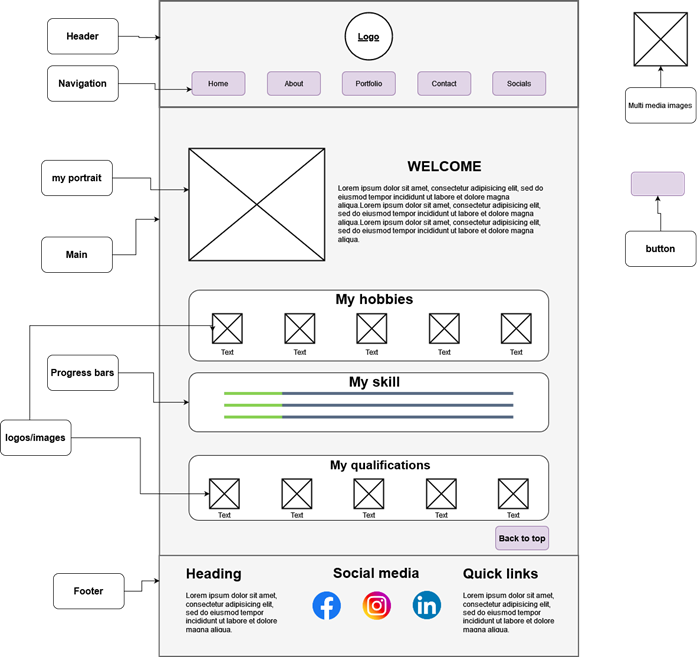 Header
Logo
Navigation
Home
About
Portfolio
Contact
Socials
Multi media images
my portrait
Main
WELCOME
Lorem ipsum dolor sit amet, consectetur adipisicing elit, sed do
eiusmod tempor incididunt ut labore et dolore magna
aliqua.Lorem ipsum dolor sit amet, consectetur adipisicing elit,
sed do eiusmod tempor incididunt ut labore et dolore magna
aliqua.Lorem ipsum dolor sit amet, consectetur adipisicing elit,
sed do eiusmod tempor incididunt ut labore et dolore magna
aliqua.
button
My hobbies
Text
Text
Text
Text
Text
Progress bars
My skill
logos/images
My qualifications
Text
Text
Text
Text
Text
Back to top
Footer
Heading
Lorem ipsum dolor sit amet,
consectetur adipisicing elit,
sed do eiusmod tempor
incididunt ut labore et dolore
magna aliqua.
Social media
Quick links
Lorem ipsum dolor sit amet,
consectetur adipisicing elit,
sed do eiusmod tempor
incididunt ut labore et dolore
magna aliqua.